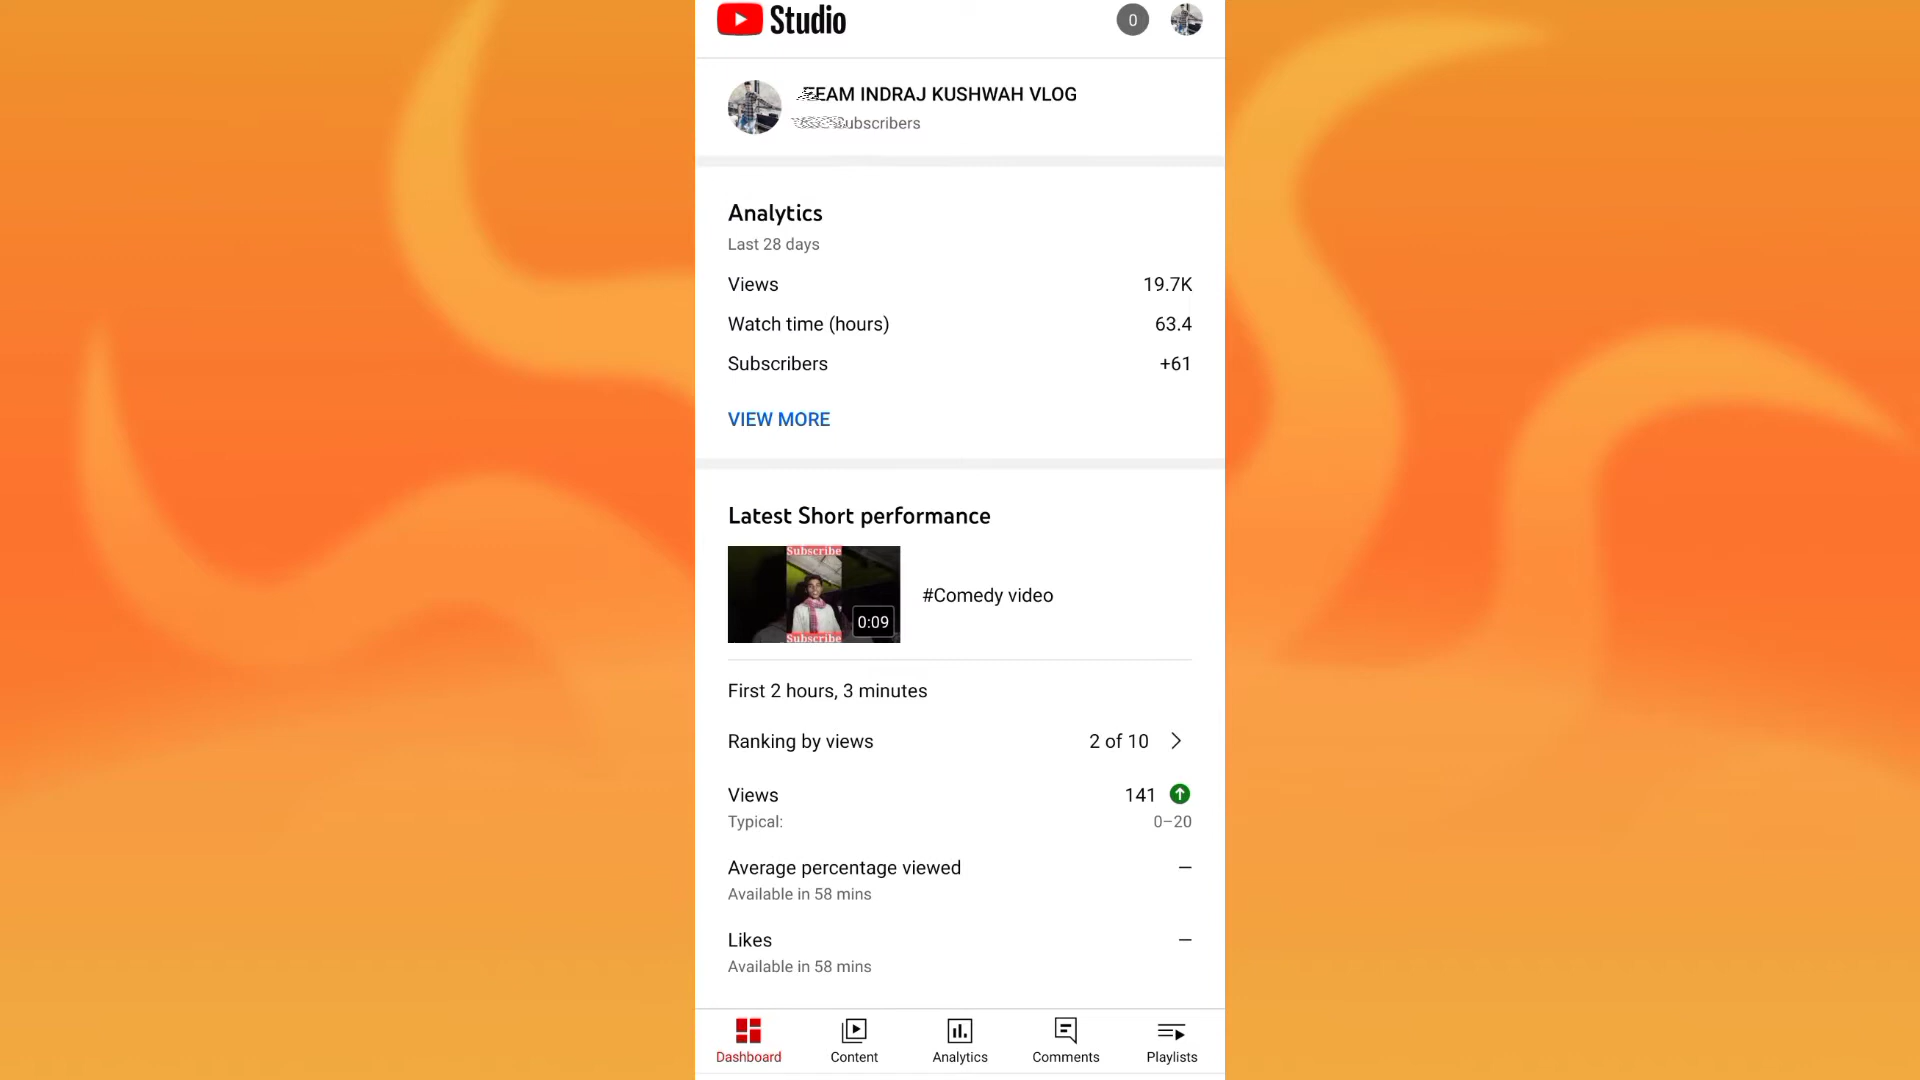 Studio
0
TEAM INDRAJ KUSHWAH VLOG
Subscribers
Analytics
Last 28 days
Views 19.7K
Watch time (hours) 63.4
Subscribers +61
VIEW MORE
Latest Short performance
Subscribe
#Comedy video
0:09
Subscribe
First 2 hours, 3 minutes
Ranking by views 2 of 10
Views 141
Typical: 0–20
Average percentage viewed –
Available in 58 mins
Likes –
Available in 58 mins
Dashboard Content Analytics Comments Playlists